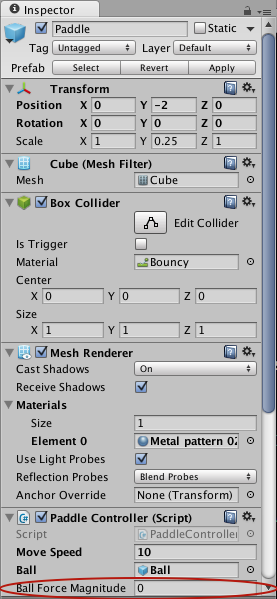 Inspector
Paddle Static
Tag Untagged Layer Default
Prefab Select Revert Apply
Transform
Position X 0 Y -2 Z 0
Rotation X 0 Y 0 Z 0
Scale X 1 Y 0.25 Z 1
Cube (Mesh Filter)
Mesh Cube
Box Collider
Edit Collider
Is Trigger
Material Bouncy
Center
X 0 Y 0 Z 0
Size
X 1 Y 1 Z 1
Mesh Renderer
Cast Shadows On
Receive Shadows
Materials
Size 1
Element 0 Metal pattern 02
Use Light Probes
Reflection Probes Blend Probes
Anchor Override None (Transform)
Paddle Controller (Script)
Script PaddleController
Move Speed 10
Ball Ball
Ball Force Magnitude 0